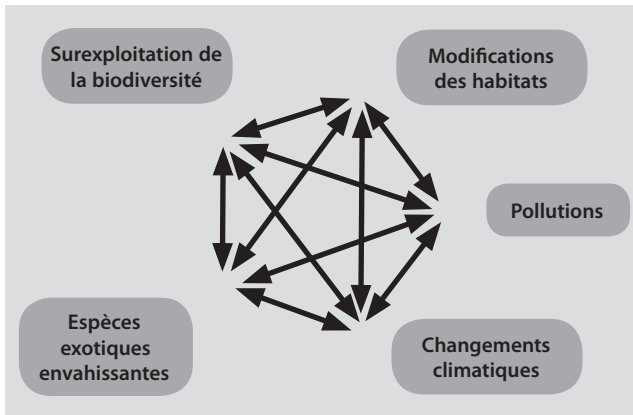 Surexploitation de
la biodiversité
Modifications
des habitats
Pollutions
Espèces
exotiques
envahissantes
Changements
climatiques